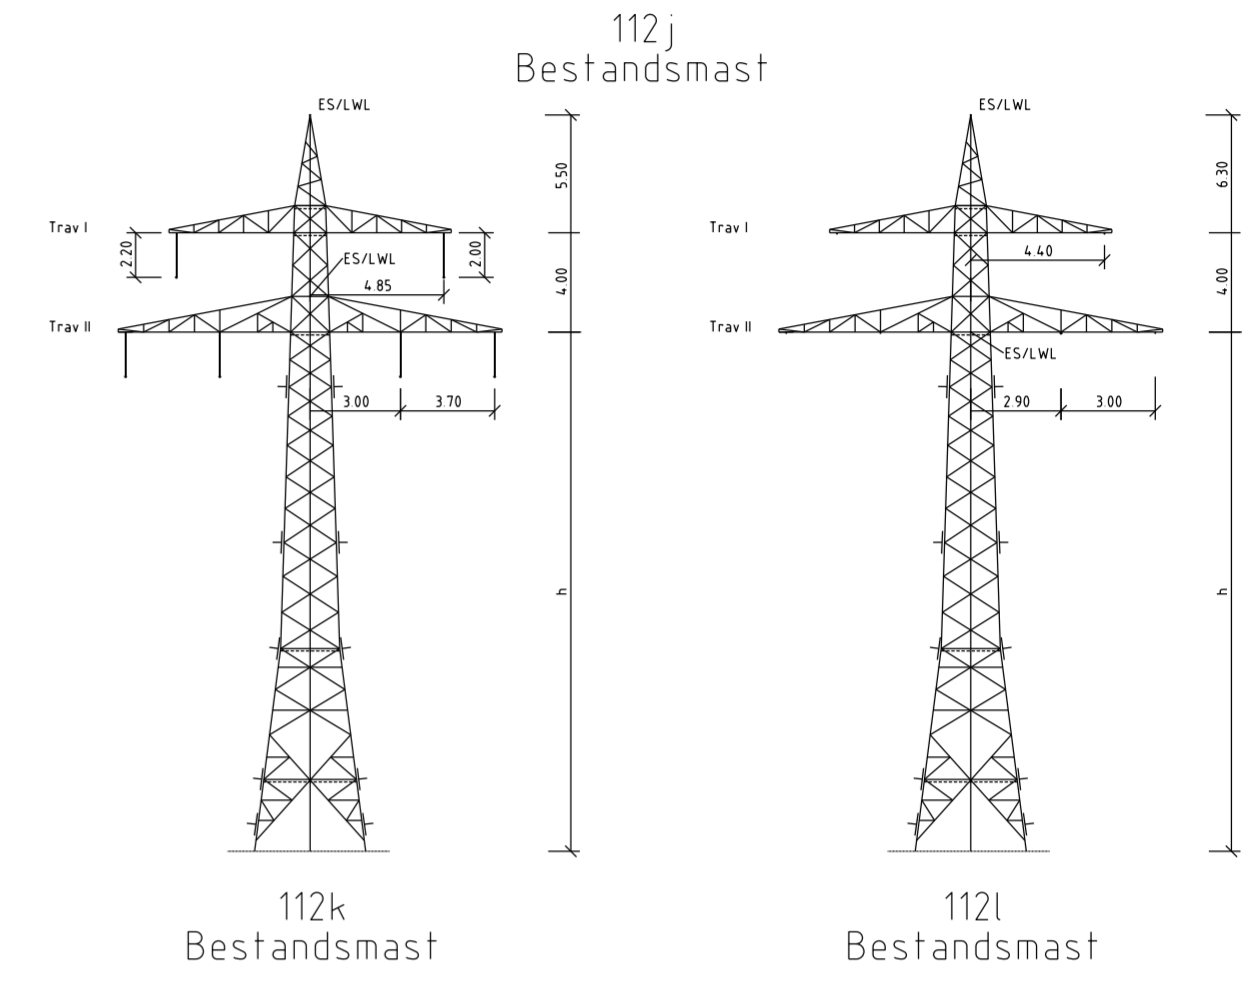 112j
Bestandsmast
ES/LWL
5.50
Trav I
2.20
2.00
ES/LWL
4.85
4.00
Trav II
3.00
3.70
h
112k
Bestandsmast
ES/LWL
6.30
Trav I
4.40
4.00
Trav II
ES/LWL
2.90
3.00
h
112l
Bestandsmast